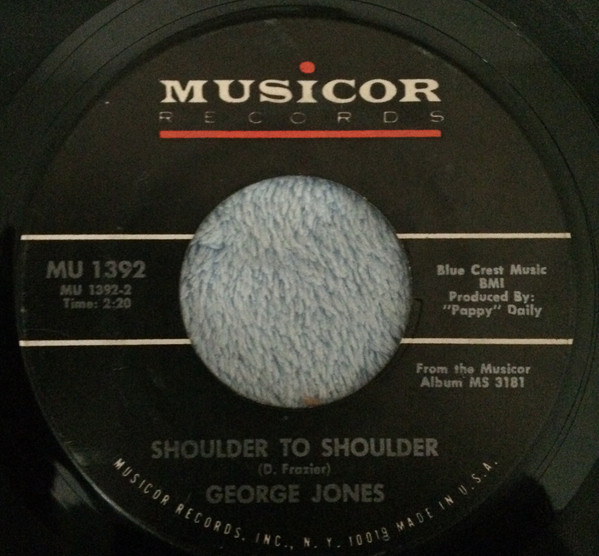 MUSICOR
RECORDS
MU 1392
MU 1392-2
Time: 2:20
Blue Crest Music
BMI
Produced By:
"Pappy" Daily
From the Musicor
Album MS 3181
SHOULDER TO SHOULDER
(D. Frazier)
GEORGE JONES
MUSICOR RECORDS, INC., N. Y. 10019 MADE IN U.S.A.